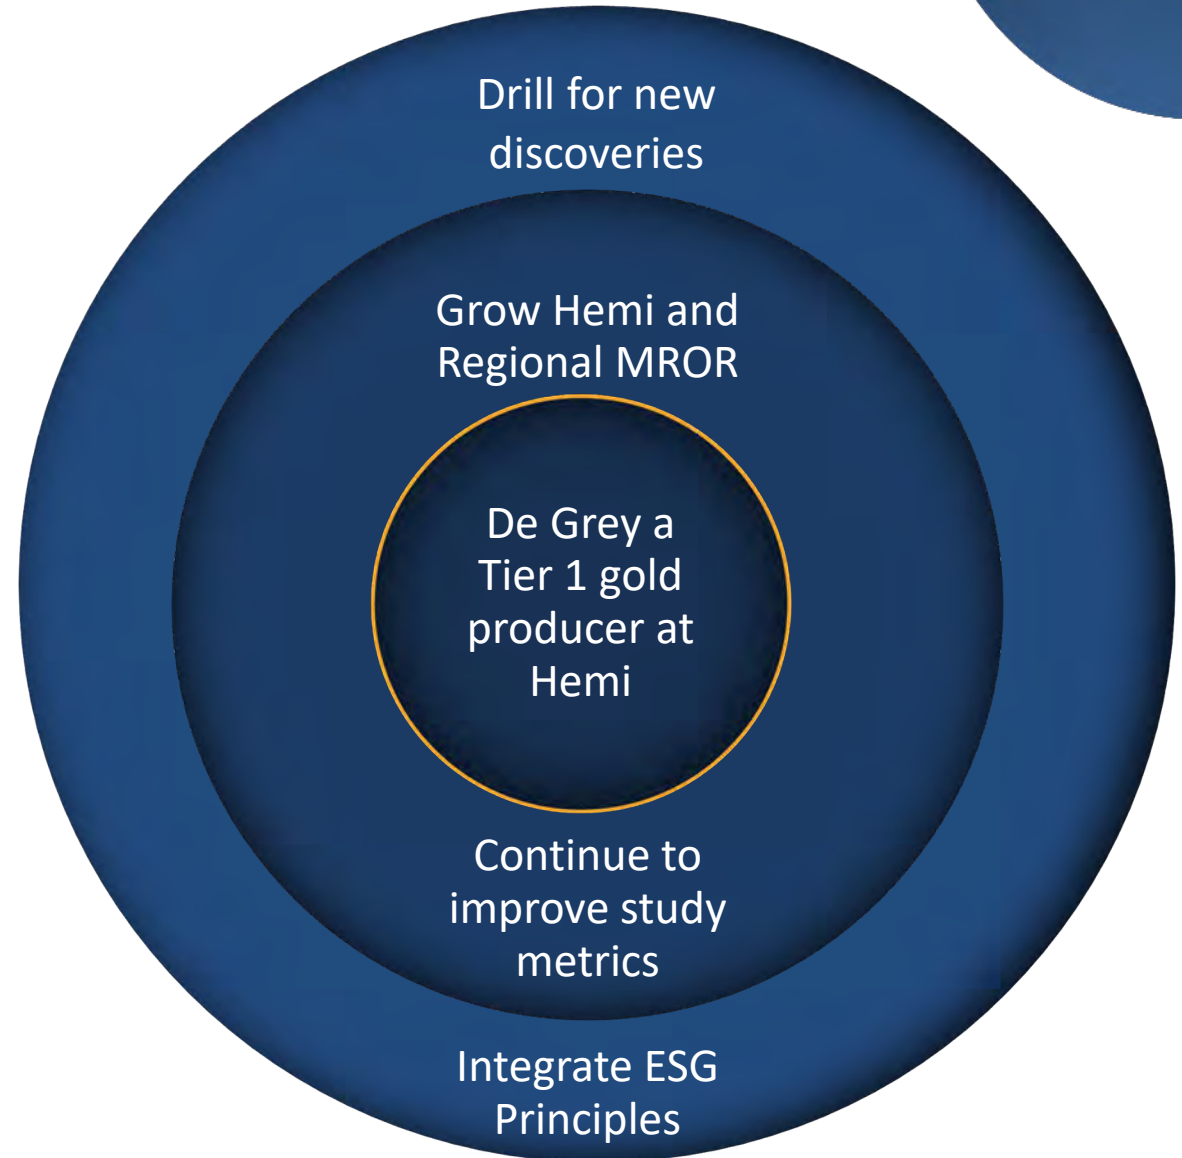 Drill for new
discoveries
Grow Hemi and
Regional MROR
De Grey a
Tier 1 gold
producer at
Hemi
Continue to
improve study
metrics
Integrate ESG
Principles